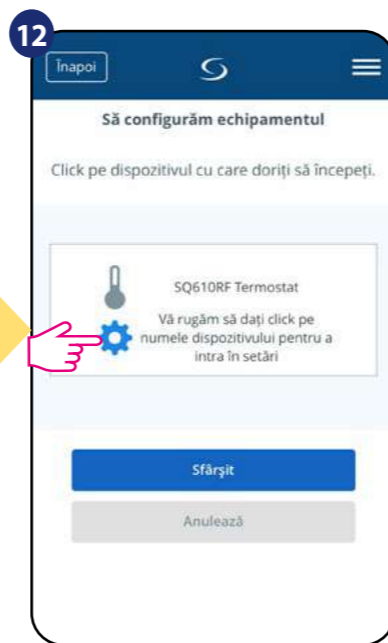 12
Înapoi
Să configurăm echipamentul
Click pe dispozitivul cu care doriți să începeți.
SQ610RF Termostat
Vă rugăm să dați click pe
numele dispozitivului pentru a
intra în setări
Sfârșit
Anulează